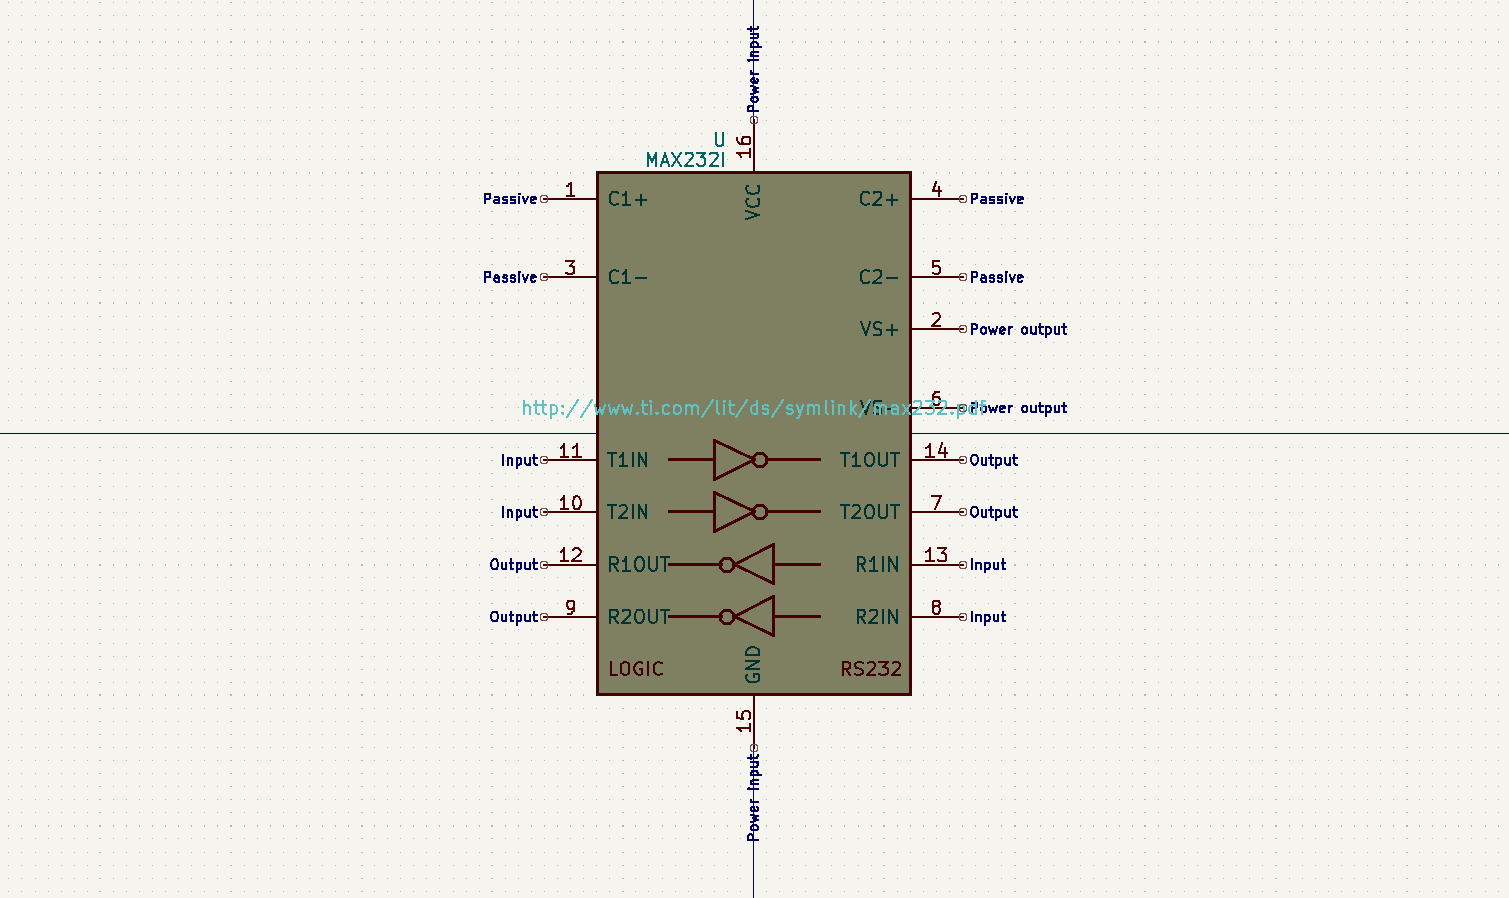 Power input
16
U
MAX232I
VCC
Passive 1 C1+ C2+ 4 Passive
Passive 3 C1- C2- 5 Passive
VS+ 2 Power output
http://www.ti.com/lit/ds/symlink/max232.pdf
VS- 6 Power output
Input 11 T1IN T1OUT 14 Output
Input 10 T2IN T2OUT 7 Output
Output 12 R1OUT R1IN 13 Input
Output 9 R2OUT R2IN 8 Input
LOGIC GND RS232
15
Power input